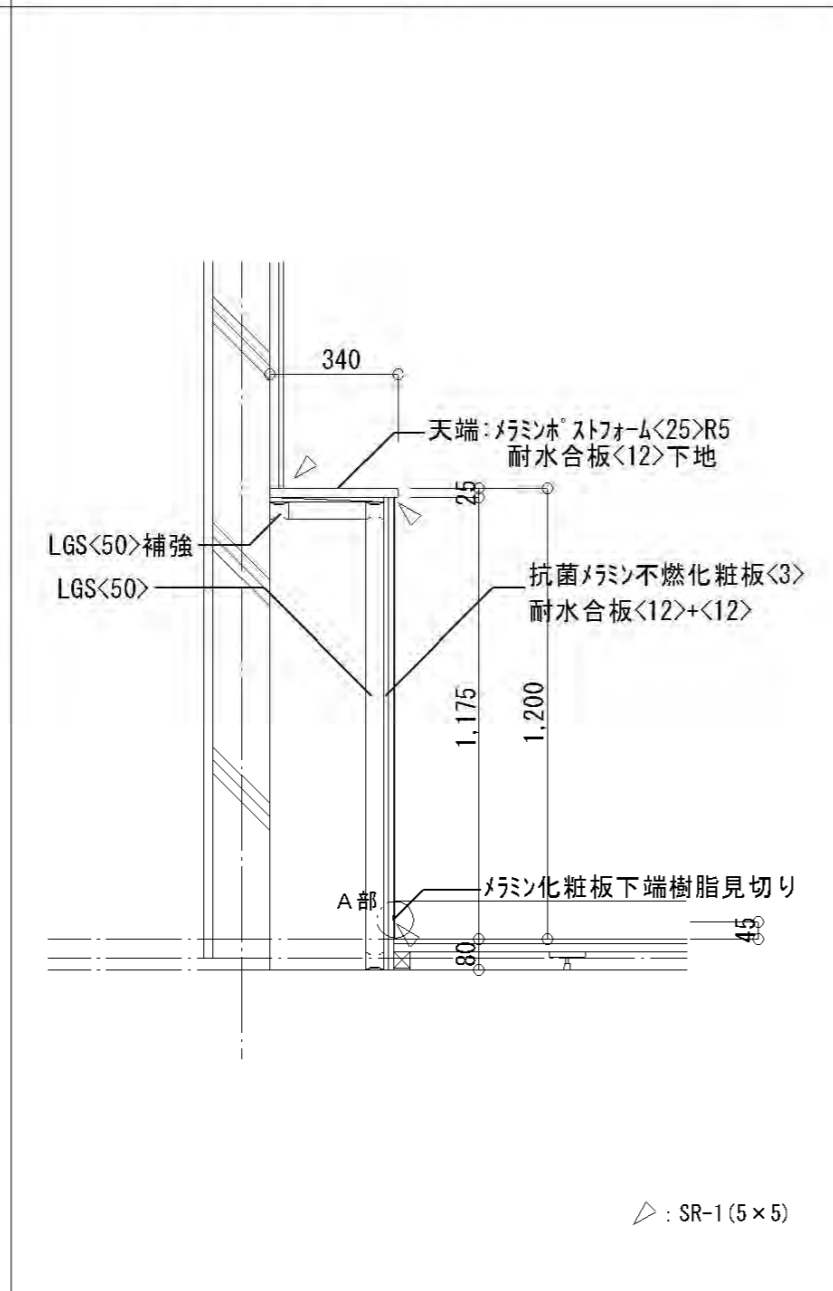 340
天端:メラミンポストフォーム<25>R5
耐水合板<12>下地
25
LGS<50>補強
LGS<50>
抗菌メラミン不燃化粧板<3>
耐水合板<12>+<12>
1,175
1,200
A部
メラミン化粧板下端樹脂見切り
45
80
: SR-1(5×5)